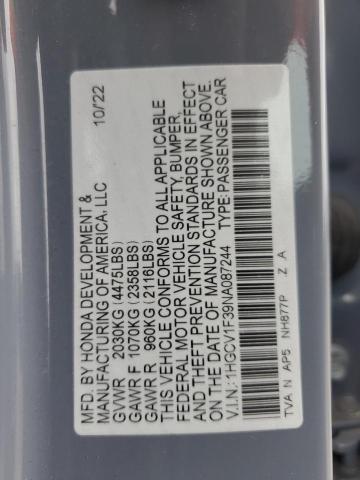 MFD. BY HONDA DEVELOPMENT &
MANUFACTURING OF AMERICA, LLC 10/22
GVWR 2030KG (4475LBS)
GAWR F 1070KG (2358LBS)
GAWR R 960KG (2116LBS)
THIS VEHICLE CONFORMS TO ALL APPLICABLE
FEDERAL MOTOR VEHICLE SAFETY, BUMPER,
AND THEFT PREVENTION STANDARDS IN EFFECT
ON THE DATE OF MANUFACTURE SHOWN ABOVE.
V.I.N.: 1HGCV1F39NA087244 TYPE: PASSENGER CAR
TVA N AP5 NH877P Z A